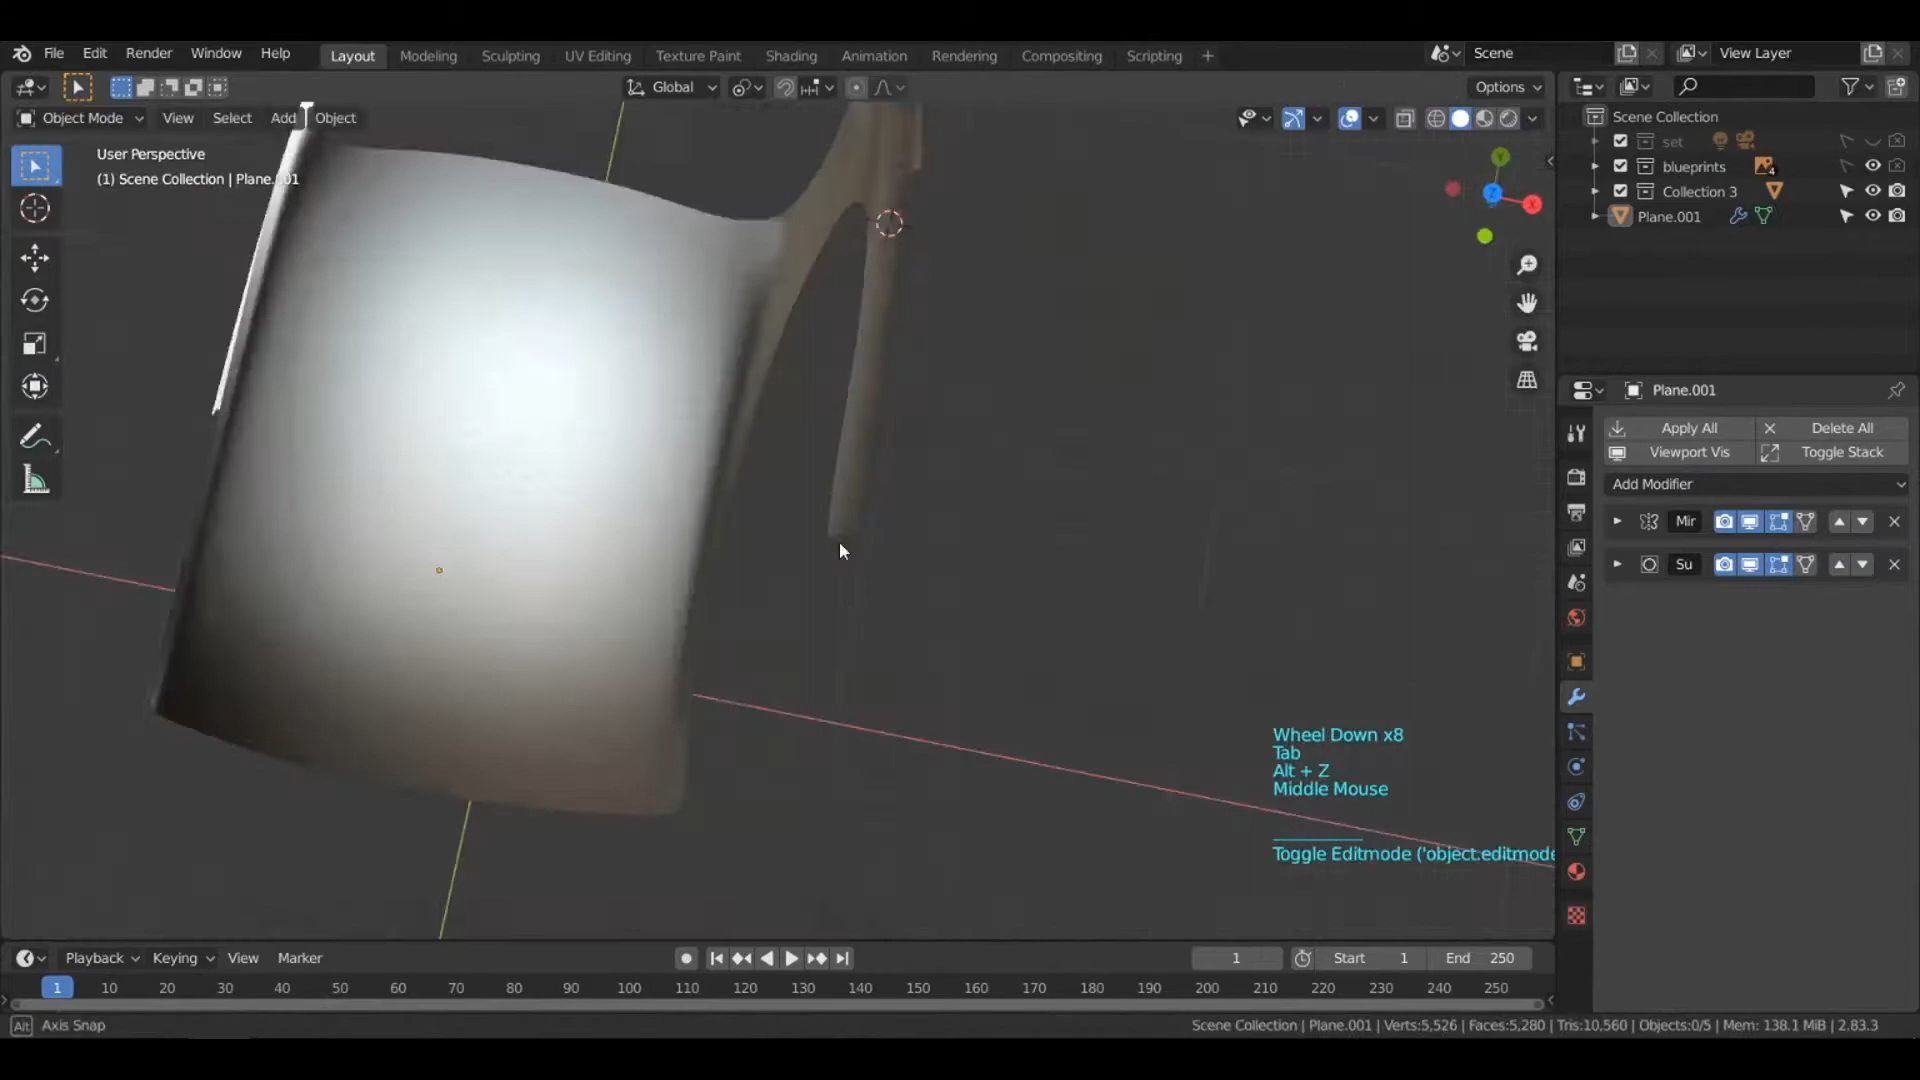 File Edit Render Window Help Layout Modeling Sculpting UV Editing Texture Paint Shading Animation Rendering Compositing Scripting + Scene View Layer
Global Options
Object Mode View Select Add Object
Scene Collection
set
blueprints 4
Collection 3
Plane.001
User Perspective
(1) Scene Collection | Plane.001
Y
Z
X
Plane.001
Apply All Delete All
Viewport Vis Toggle Stack
Add Modifier
Mir
Su
Wheel Down x8
Tab
Alt + Z
Middle Mouse
Toggle Editmode ('object.editmode
Playback Keying View Marker 1 Start 1 End 250
1 10 20 30 40 50 60 70 80 90 100 110 120 130 140 150 160 170 180 190 200 210 220 230 240 250
Alt Axis Snap Scene Collection | Plane.001 | Verts:5,526 | Faces:5,280 | Tris:10,560 | Objects:0/5 | Mem: 138.1 MiB | 2.83.3